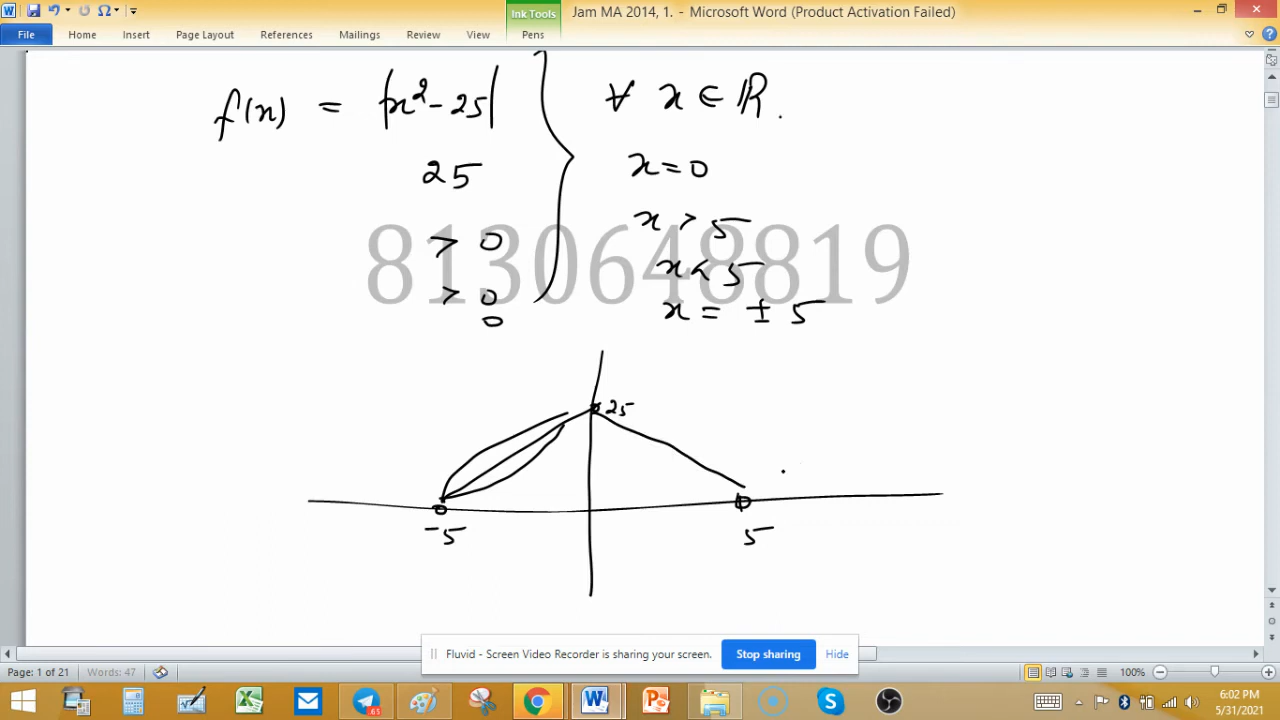 Ink Tools
Jam MA 2014, 1. - Microsoft Word (Product Activation Failed)
File Home Insert Page Layout References Mailings Review View Pens
f(x) = |x²-25| ∀ x ∈ ℝ.
25 x=0
> 0 x > 5
8130648819
> 0 x < 5
0 x = ± 5
25
-5 5
Fluvid - Screen Video Recorder is sharing your screen. Stop sharing Hide
Page: 1 of 21 Words: 47 100%
65
6:02 PM
5/31/2021